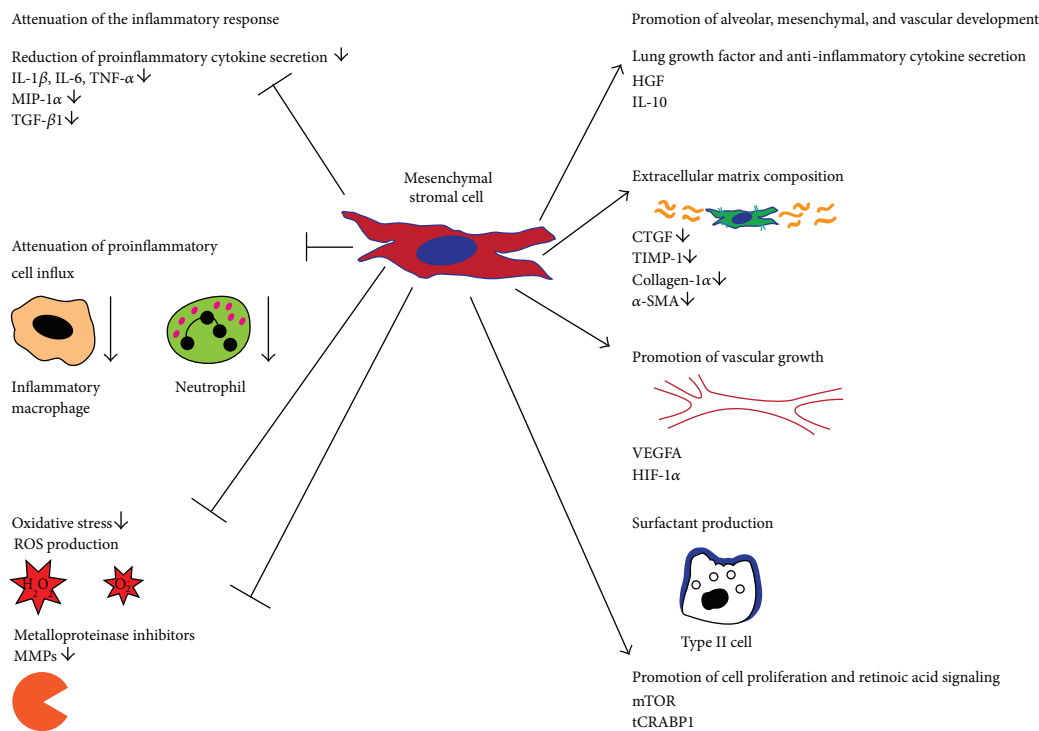 Attenuation of the inflammatory response
Reduction of proinflammatory cytokine secretion ↓
IL-1β, IL-6, TNF-α ↓
MIP-1α ↓
TGF-β1 ↓
Attenuation of proinflammatory
cell influx
Inflammatory
macrophage
Neutrophil
Oxidative stress ↓
ROS production
H₂O₂
O₂
Metalloproteinase inhibitors
MMPs ↓
Mesenchymal
stromal cell
Promotion of alveolar, mesenchymal, and vascular development
Lung growth factor and anti-inflammatory cytokine secretion
HGF
IL-10
Extracellular matrix composition
CTGF ↓
TIMP-1 ↓
Collagen-1α ↓
α-SMA ↓
Promotion of vascular growth
VEGFA
HIF-1α
Surfactant production
Type II cell
Promotion of cell proliferation and retinoic acid signaling
mTOR
tCRABP1